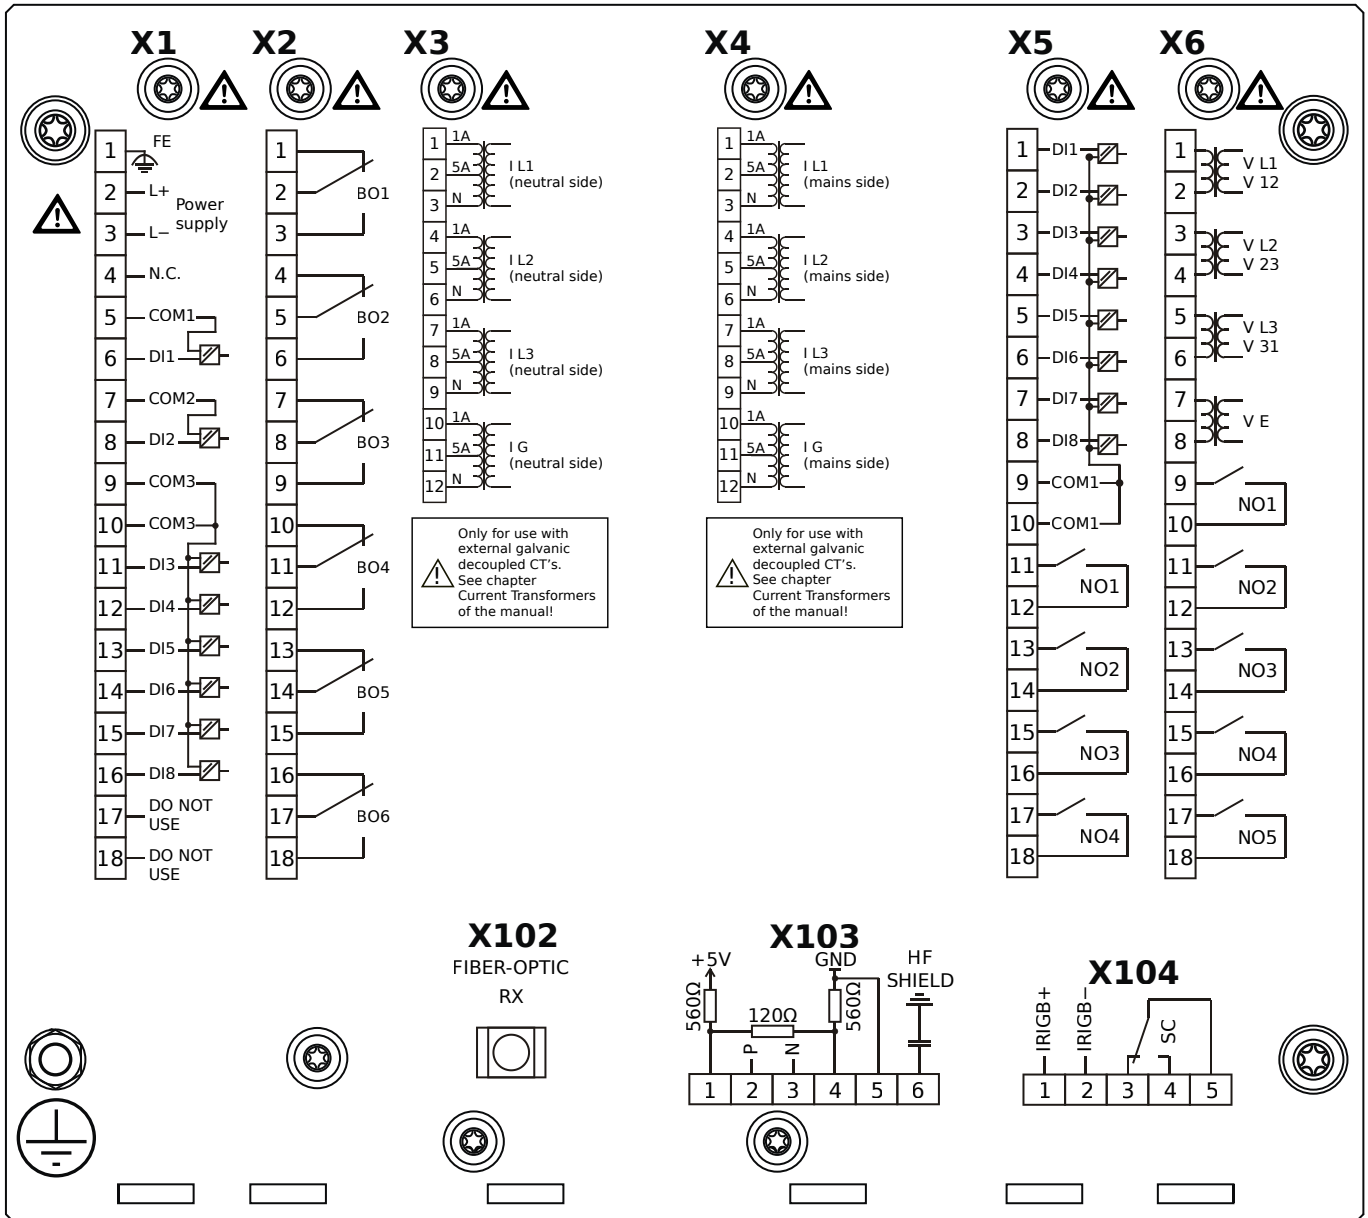 X1
X2
X3
X4
X5
X6
1
FE
2
L+
Power
supply
3
L−
4
N.C.
5
COM1
6
DI1
7
COM2
8
DI2
9
COM3
10
COM3
11
DI3
12
DI4
13
DI5
14
DI6
15
DI7
16
DI8
17
DO NOT
USE
18
DO NOT
USE
1
2
BO1
3
4
5
BO2
6
7
8
BO3
9
10
11
BO4
12
13
14
BO5
15
16
17
BO6
18
1
1A
2
5A
I L1
(neutral side)
3
N
4
1A
5
5A
I L2
(neutral side)
6
N
7
1A
8
5A
I L3
(neutral side)
9
N
10
1A
11
5A
I G
(neutral side)
12
N
Only for use with
external galvanic
decoupled CT's.
See chapter
Current Transformers
of the manual!
1
1A
2
5A
I L1
(mains side)
3
N
4
1A
5
5A
I L2
(mains side)
6
N
7
1A
8
5A
I L3
(mains side)
9
N
10
1A
11
5A
I G
(mains side)
12
N
Only for use with
external galvanic
decoupled CT's.
See chapter
Current Transformers
of the manual!
1
DI1
2
DI2
3
DI3
4
DI4
5
DI5
6
DI6
7
DI7
8
DI8
9
COM1
10
COM1
11
NO1
12
13
NO2
14
15
NO3
16
17
NO4
18
1
V L1
V 12
2
3
V L2
V 23
4
5
V L3
V 31
6
7
V E
8
9
NO1
10
11
NO2
12
13
NO3
14
15
NO4
16
17
NO5
18
X102
FIBER-OPTIC
RX
X103
+5V
GND
HF
SHIELD
560Ω
120Ω
560Ω
P
N
1 2 3 4 5 6
X104
IRIGB+
IRIGB−
SC
1 2 3 4 5